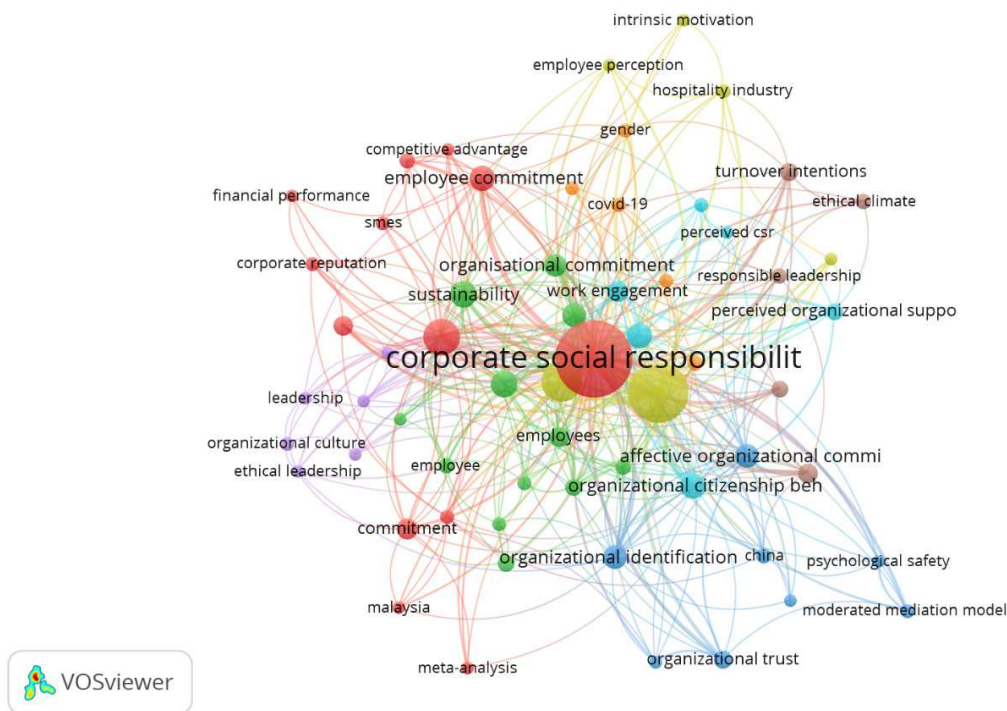 intrinsic motivation
employee perception
hospitality industry
gender
competitive advantage
employee commitment
turnover intentions
financial performance
covid-19
ethical climate
smes
perceived csr
corporate reputation
organisational commitment
responsible leadership
sustainability
work engagement
perceived organizational suppo
corporate social responsibilit
leadership
organizational culture
employees
affective organizational commi
ethical leadership
employee
organizational citizenship beh
commitment
organizational identification
china
psychological safety
malaysia
moderated mediation model
meta-analysis
organizational trust
VOSviewer